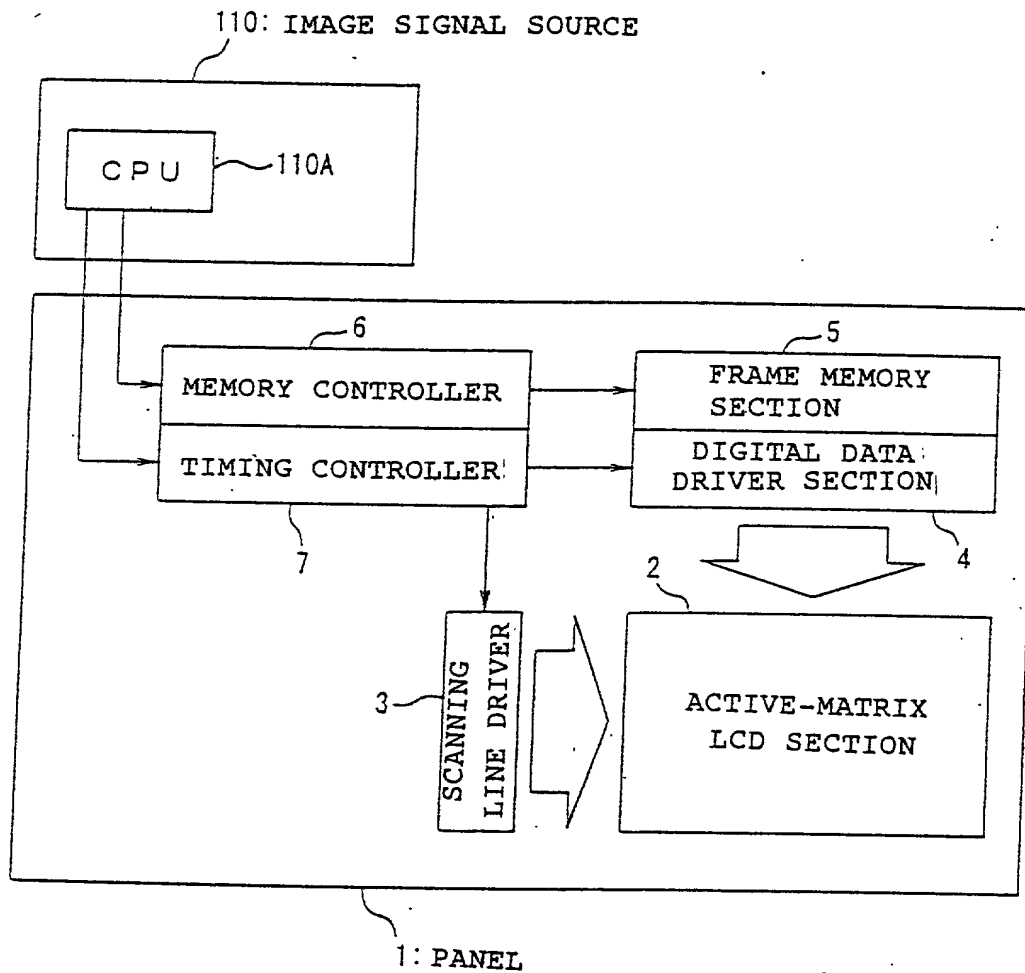 110: IMAGE SIGNAL SOURCE
CPU
110A
6
5
MEMORY CONTROLLER
FRAME MEMORY
SECTION
TIMING CONTROLLER
DIGITAL DATA
DRIVER SECTION
7
4
2
3
SCANNING
LINE DRIVER
ACTIVE-MATRIX
LCD SECTION
1: PANEL